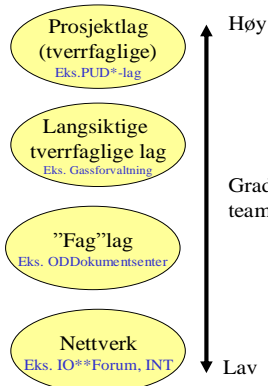 Prosjektlag
(tverrfaglige)
Eks.PUD*-lag
Høy
Langsiktige
tverrfaglige lag
Eks. Gassforvaltning
Grad
team
”Fag”lag
Eks. ODDokumentsenter
Nettverk
Eks. IO**Forum, INT
Lav